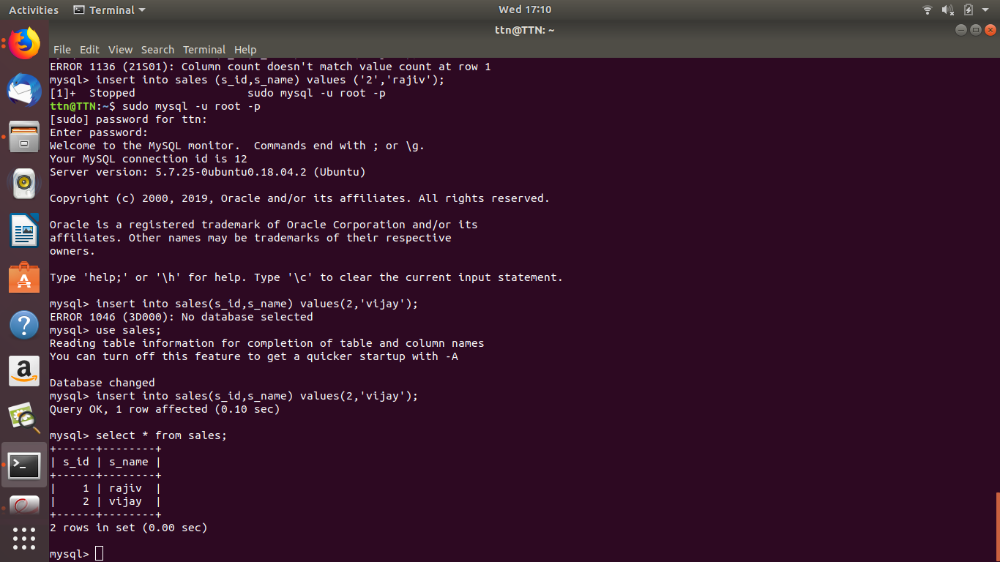 Activities Terminal Wed 17:10
ttn@TTN: ~
File Edit View Search Terminal Help
ERROR 1136 (21S01): Column count doesn't match value count at row 1
mysql> insert into sales (s_id,s_name) values ('2','rajiv');
[1]+  Stopped                 sudo mysql -u root -p
ttn@TTN:~$ sudo mysql -u root -p
[sudo] password for ttn:
Enter password:
Welcome to the MySQL monitor.  Commands end with ; or \g.
Your MySQL connection id is 12
Server version: 5.7.25-0ubuntu0.18.04.2 (Ubuntu)
Copyright (c) 2000, 2019, Oracle and/or its affiliates. All rights reserved.
Oracle is a registered trademark of Oracle Corporation and/or its
affiliates. Other names may be trademarks of their respective
owners.
Type 'help;' or '\h' for help. Type '\c' to clear the current input statement.
mysql> insert into sales(s_id,s_name) values(2,'vijay');
ERROR 1046 (3D000): No database selected
mysql> use sales;
Reading table information for completion of table and column names
You can turn off this feature to get a quicker startup with -A
Database changed
mysql> insert into sales(s_id,s_name) values(2,'vijay');
Query OK, 1 row affected (0.10 sec)
mysql> select * from sales;
+------+--------+
| s_id | s_name |
+------+--------+
|    1 | rajiv  |
|    2 | vijay  |
+------+--------+
2 rows in set (0.00 sec)
mysql>